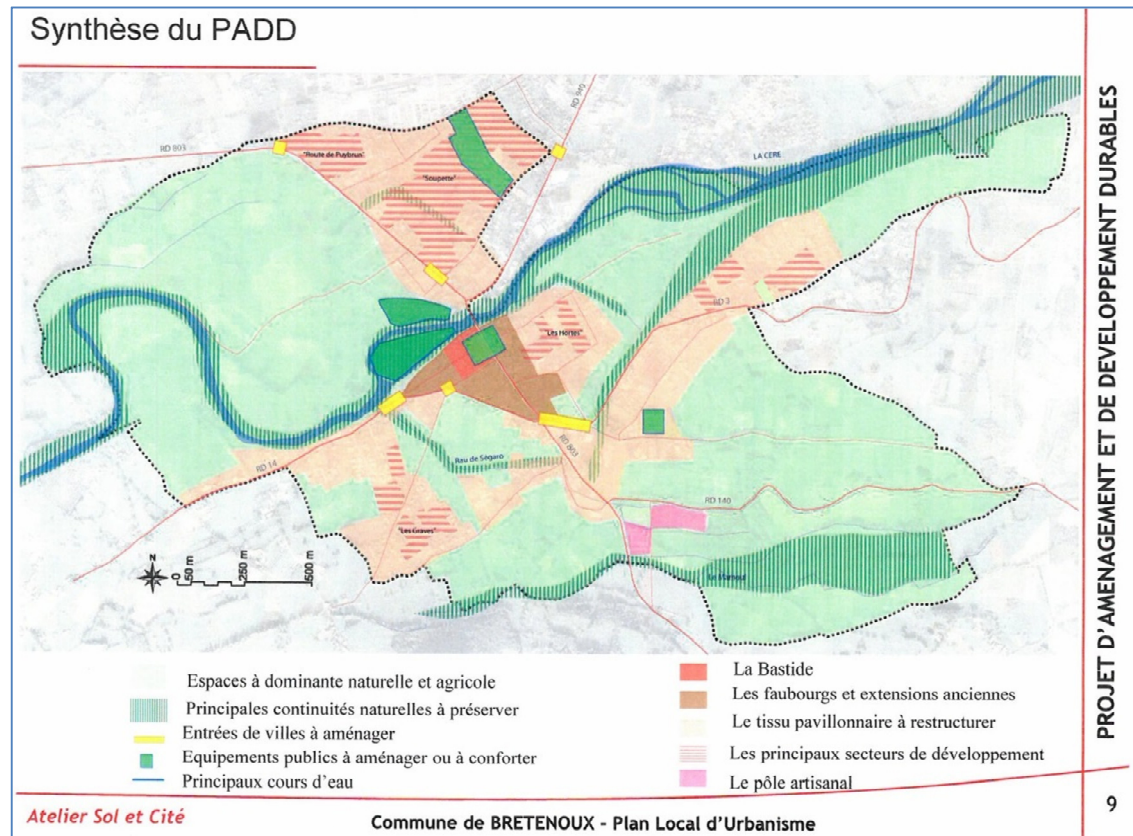 Synthèse du PADD
RD 940
RD 803
"Route de Puybrun"
"Soupette"
LA CERE
"Les Hortes"
RD 3
RD 803
Rau de Ségaro
RD 14
RD 140
"Les Graves"
Le Mamoul
N
0
50 m
250 m
500 m
Espaces à dominante naturelle et agricole
Principales continuités naturelles à préserver
Entrées de villes à aménager
Equipements publics à aménager ou à conforter
Principaux cours d'eau
La Bastide
Les faubourgs et extensions anciennes
Le tissu pavillonnaire à restructurer
Les principaux secteurs de développement
Le pôle artisanal
PROJET D'AMENAGEMENT ET DE DEVELOPPEMENT DURABLES
9
Atelier Sol et Cité
Commune de BRETENOUX - Plan Local d'Urbanisme